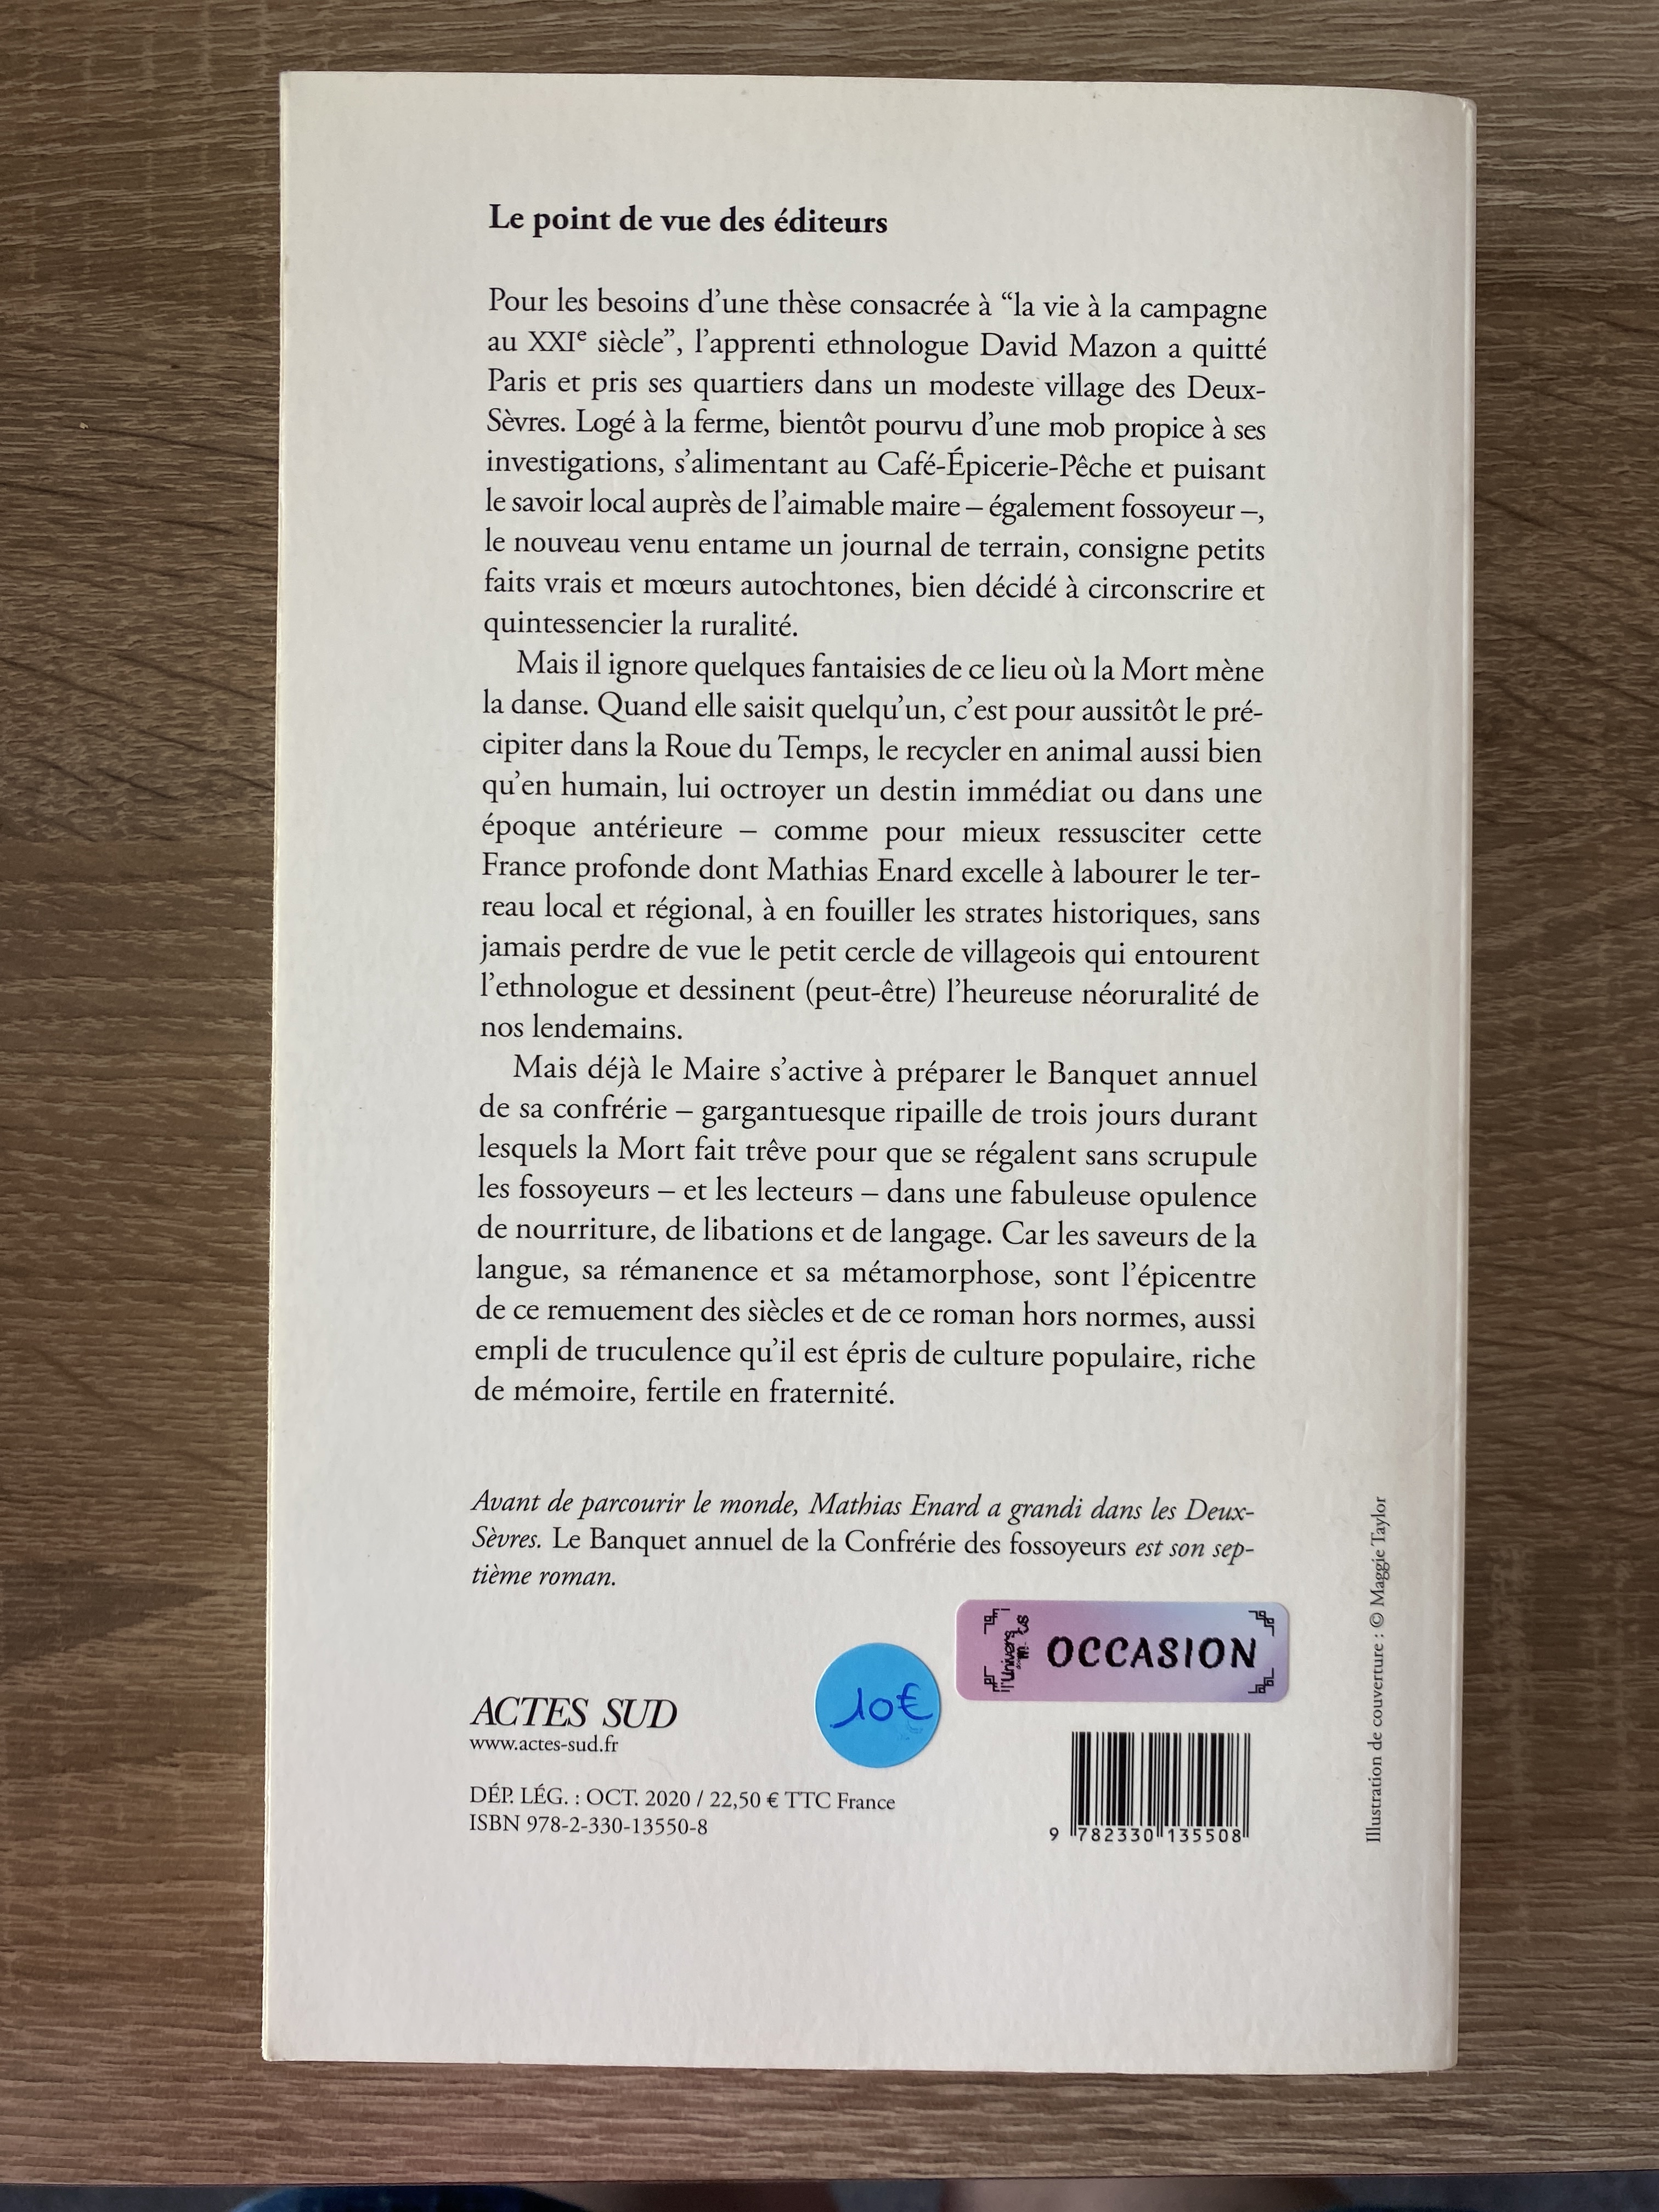 Le point de vue des éditeurs
Pour les besoins d’une thèse consacrée à “la vie à la campagne
au XXIe siècle”, l’apprenti ethnologue David Mazon a quitté
Paris et pris ses quartiers dans un modeste village des Deux-
Sèvres. Logé à la ferme, bientôt pourvu d’une mob propice à ses
investigations, s’alimentant au Café-Épicerie-Pêche et puisant
le savoir local auprès de l’aimable maire – également fossoyeur –,
le nouveau venu entame un journal de terrain, consigne petits
faits vrais et mœurs autochtones, bien décidé à circonscrire et
quintessencier la ruralité.
Mais il ignore quelques fantaisies de ce lieu où la Mort mène
la danse. Quand elle saisit quelqu’un, c’est pour aussitôt le pré-
cipiter dans la Roue du Temps, le recycler en animal aussi bien
qu’en humain, lui octroyer un destin immédiat ou dans une
époque antérieure – comme pour mieux ressusciter cette
France profonde dont Mathias Enard excelle à labourer le ter-
reau local et régional, à en fouiller les strates historiques, sans
jamais perdre de vue le petit cercle de villageois qui entourent
l’ethnologue et dessinent (peut-être) l’heureuse néoruralité de
nos lendemains.
Mais déjà le Maire s’active à préparer le Banquet annuel
de sa confrérie – gargantuesque ripaille de trois jours durant
lesquels la Mort fait trêve pour que se régalent sans scrupule
les fossoyeurs – et les lecteurs – dans une fabuleuse opulence
de nourriture, de libations et de langage. Car les saveurs de la
langue, sa rémanence et sa métamorphose, sont l’épicentre
de ce remuement des siècles et de ce roman hors normes, aussi
empli de truculence qu’il est épris de culture populaire, riche
de mémoire, fertile en fraternité.
Avant de parcourir le monde, Mathias Enard a grandi dans les Deux-
Sèvres. Le Banquet annuel de la Confrérie des fossoyeurs est son sep-
tième roman.
OCCASION
10€
ACTES SUD
www.actes-sud.fr
DÉP. LÉG. : OCT. 2020 / 22,50 € TTC France
ISBN 978-2-330-13550-8
9 782330 135508
Illustration de couverture : © Maggie Taylor